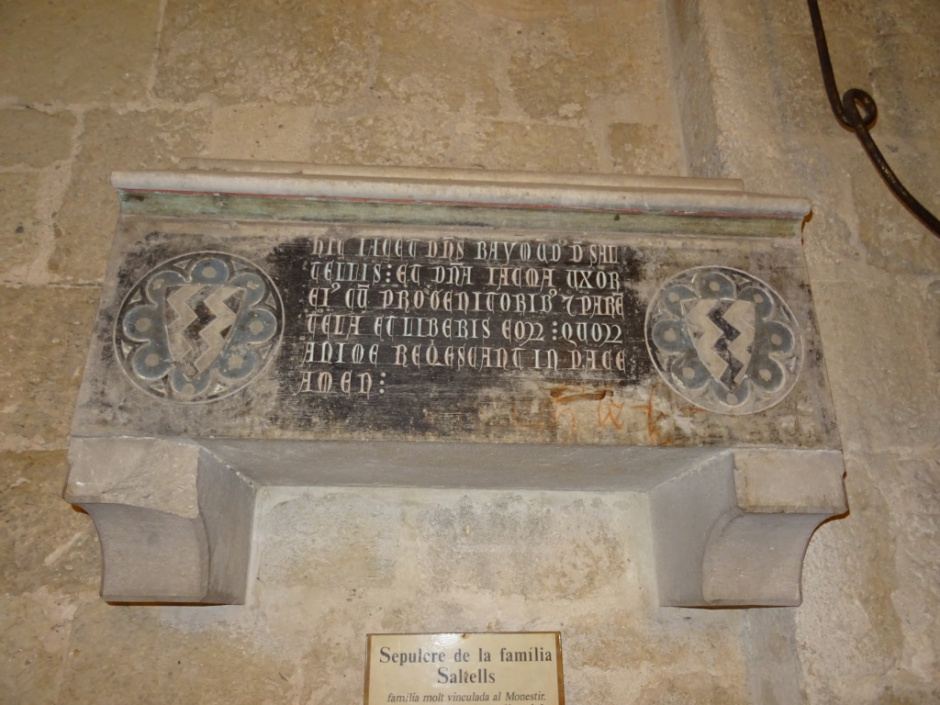 HIC IACET DNS RAYMUD D SAL
TELLIS : ET DNA IACMA UXOR
EI CU PROGENITORIB 7 PARE
TELA ET LIBERIS EOR : QUOR
ANIME REQESCANT IN PACE
AMEN :
Sepulcre de la família
Saltells
família molt vinculada al Monestir.